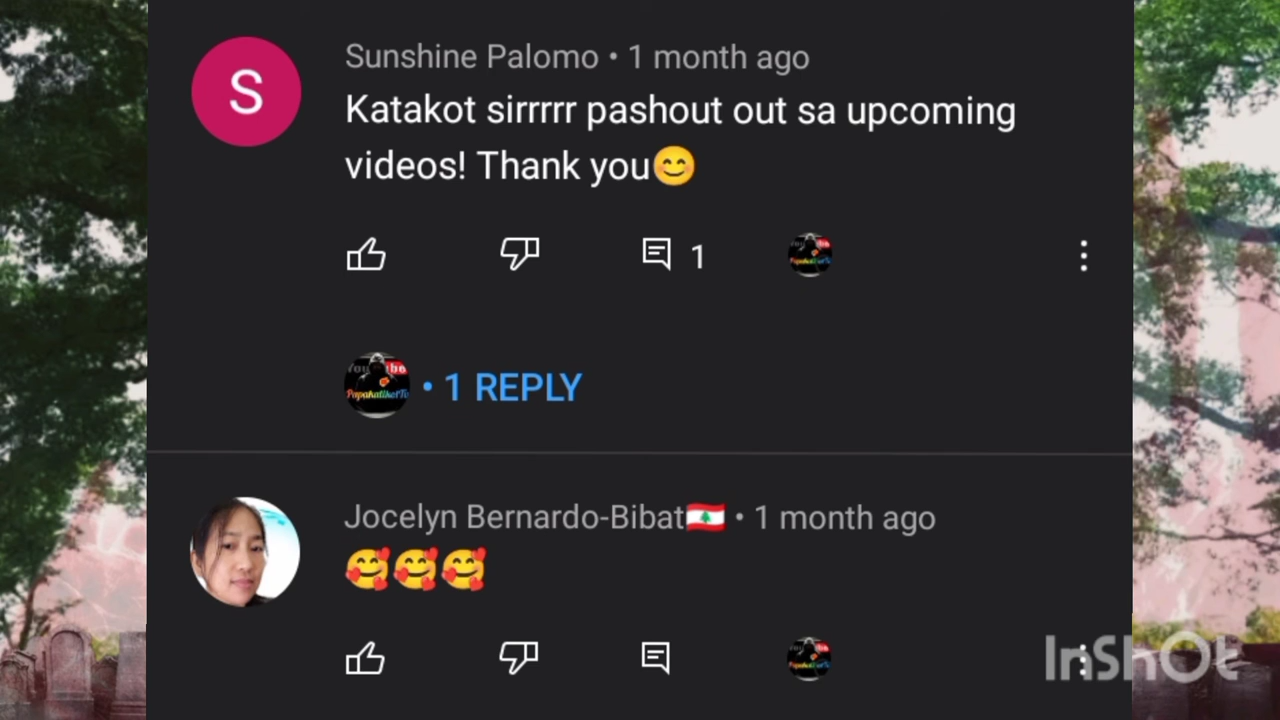 S
Sunshine Palomo • 1 month ago
Katakot sirrrrr pashout out sa upcoming
videos! Thank you😊
1
• 1 REPLY
Jocelyn Bernardo-Bibat🇱🇧 • 1 month ago
🥰🥰🥰
InShOt